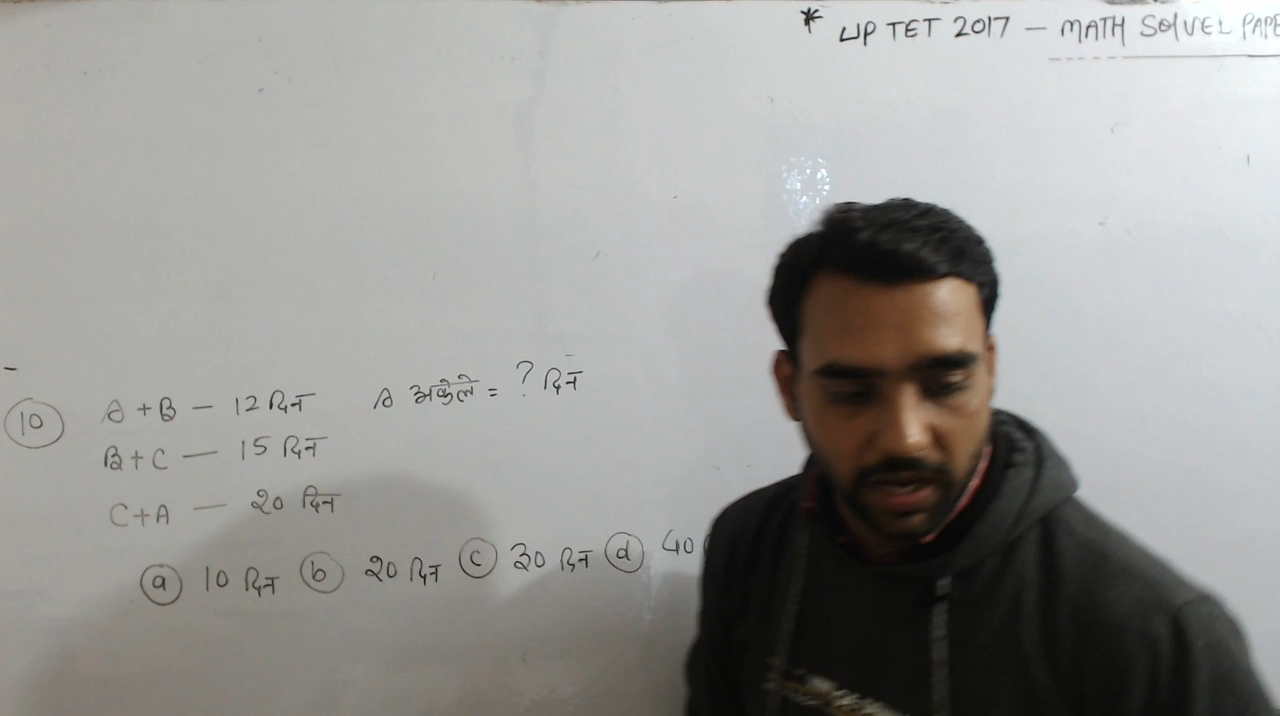 * UP TET 2017 — MATH SOLVEL PAPE
10 A + B — 12 दिन A अकेले = ? दिन
B + C — 15 दिन
C + A — 20 दिन
a 10 दिन b 20 दिन c 30 दिन d 40